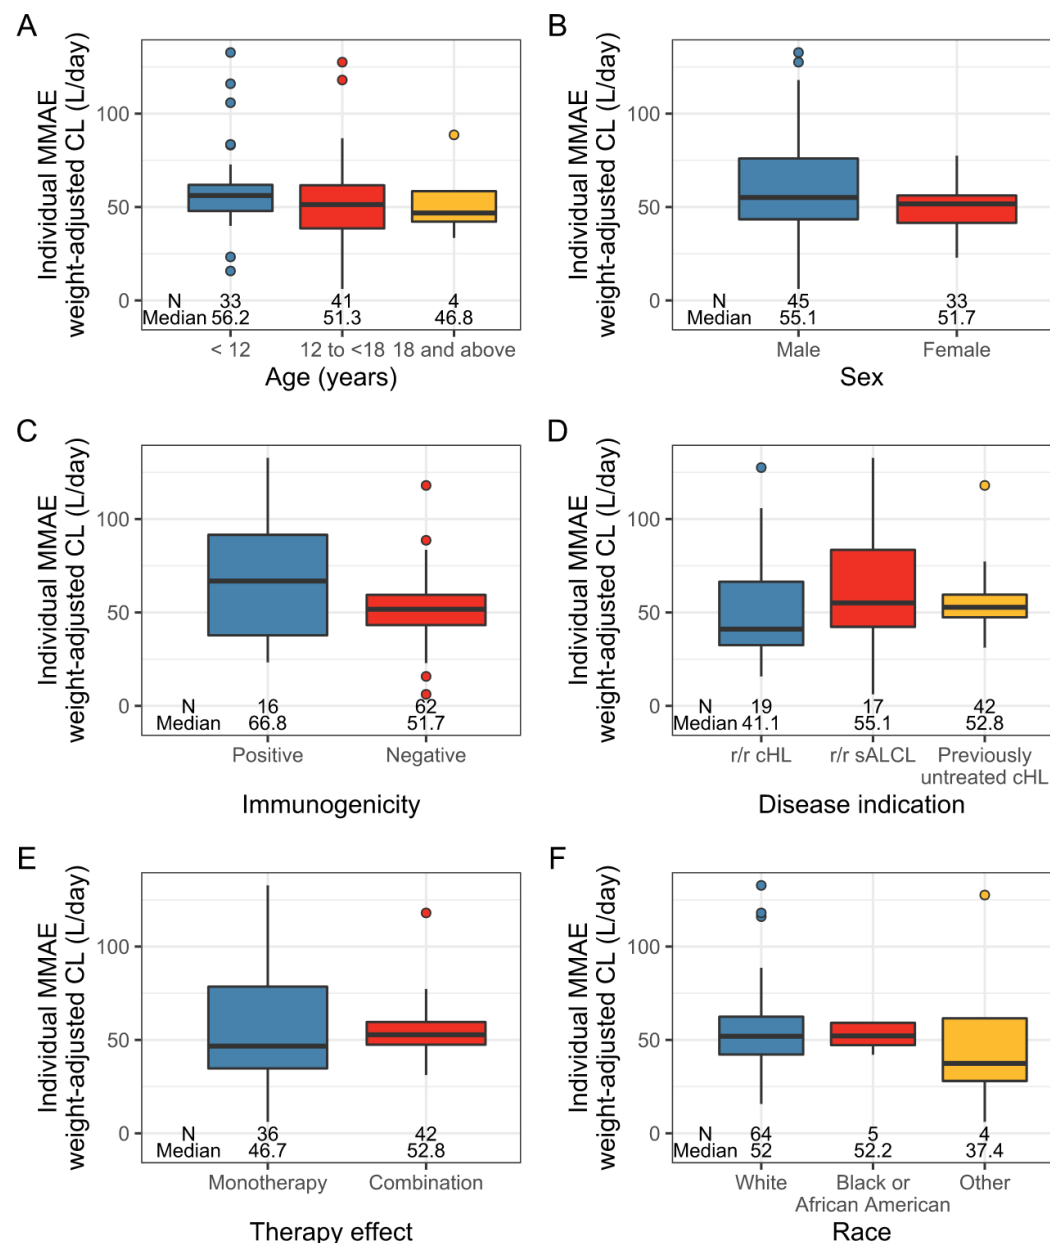 A
Individual MMAE
weight-adjusted CL (L/day)
100
50
0
N 33 41 4
Median 56.2 51.3 46.8
< 12 12 to <18 18 and above
Age (years)
B
Individual MMAE
weight-adjusted CL (L/day)
100
50
0
N 45 33
Median 55.1 51.7
Male Female
Sex
C
Individual MMAE
weight-adjusted CL (L/day)
100
50
0
N 16 62
Median 66.8 51.7
Positive Negative
Immunogenicity
D
Individual MMAE
weight-adjusted CL (L/day)
100
50
0
N 19 17 42
Median 41.1 55.1 52.8
r/r cHL r/r sALCL Previously
untreated cHL
Disease indication
E
Individual MMAE
weight-adjusted CL (L/day)
100
50
0
N 36 42
Median 46.7 52.8
Monotherapy Combination
Therapy effect
F
Individual MMAE
weight-adjusted CL (L/day)
100
50
0
N 64 5 4
Median 52 52.2 37.4
White Black or Other
African American
Race